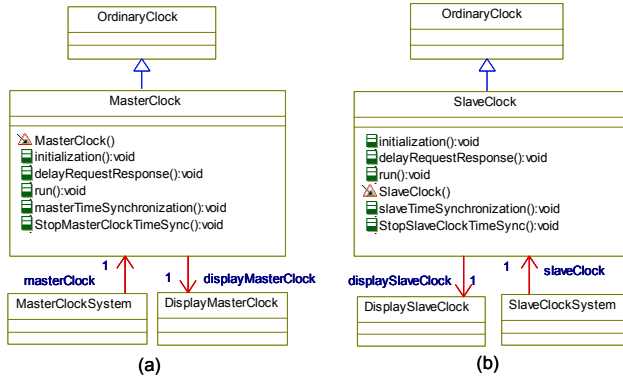 OrdinaryClock
MasterClock
MasterClock()
initialization():void
delayRequestResponse():void
run():void
masterTimeSynchronization():void
StopMasterClockTimeSync():void
1
masterClock
1
displayMasterClock
MasterClockSystem
DisplayMasterClock
(a)
OrdinaryClock
SlaveClock
initialization():void
delayRequestResponse():void
run():void
SlaveClock()
slaveTimeSynchronization():void
StopSlaveClockTimeSync():void
displaySlaveClock
1
1
slaveClock
DisplaySlaveClock
SlaveClockSystem
(b)